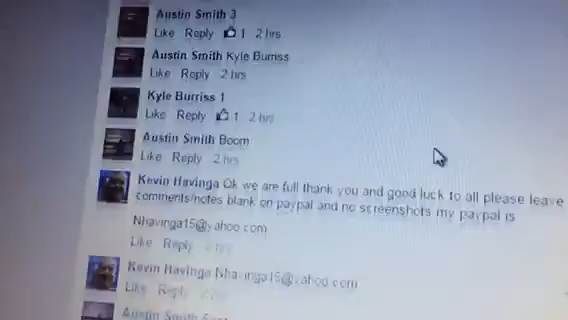 Austin Smith 3
Like Reply 1 2 hrs
Austin Smith Kyle Burriss
Like Reply 2 hrs
Kyle Burriss 1
Like Reply 1 2 hrs
Austin Smith Boom
Like Reply 2 hrs
Kevin Havinga Ok we are full thank you and good luck to all please leave
comments/notes blank on paypal and no screenshots my paypal is
Nhavinga15@yahoo.com
Like Reply 2 hrs
Kevin Havinga Nhavinga15@yahoo.com
Like Reply 2 hrs
Austin Smith